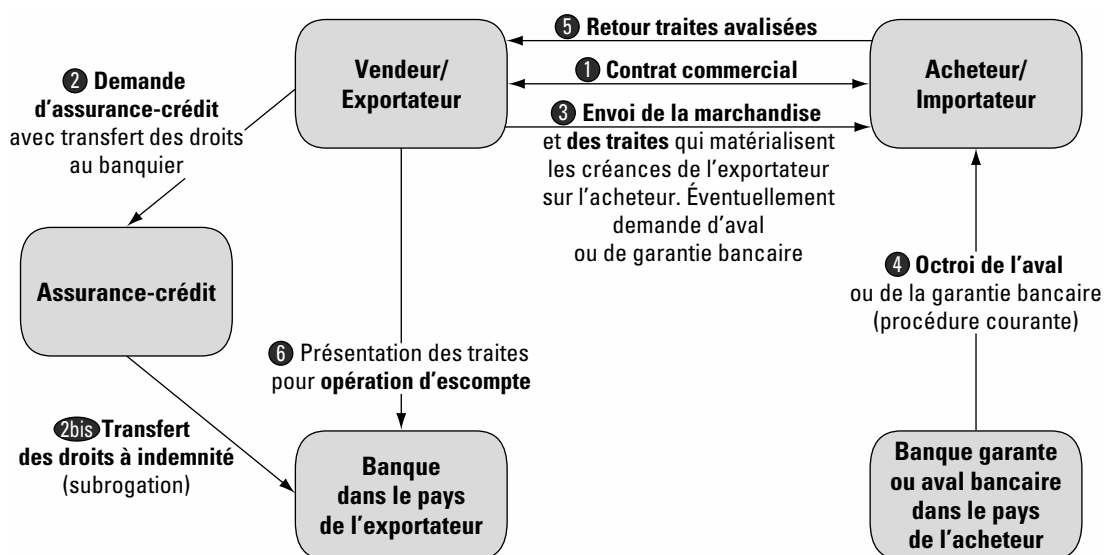 5 Retour traites avalisées
Vendeur/
Exportateur
1 Contrat commercial
Acheteur/
Importateur
2 Demande
d'assurance-crédit
avec transfert des droits
au banquier
3 Envoi de la marchandise
et des traites qui matérialisent
les créances de l'exportateur
sur l'acheteur. Éventuellement
demande d'aval
ou de garantie bancaire
Assurance-crédit
4 Octroi de l'aval
ou de la garantie bancaire
(procédure courante)
6 Présentation des traites
pour opération d'escompte
2bis Transfert
des droits à indemnité
(subrogation)
Banque
dans le pays
de l'exportateur
Banque garante
ou aval bancaire
dans le pays
de l'acheteur